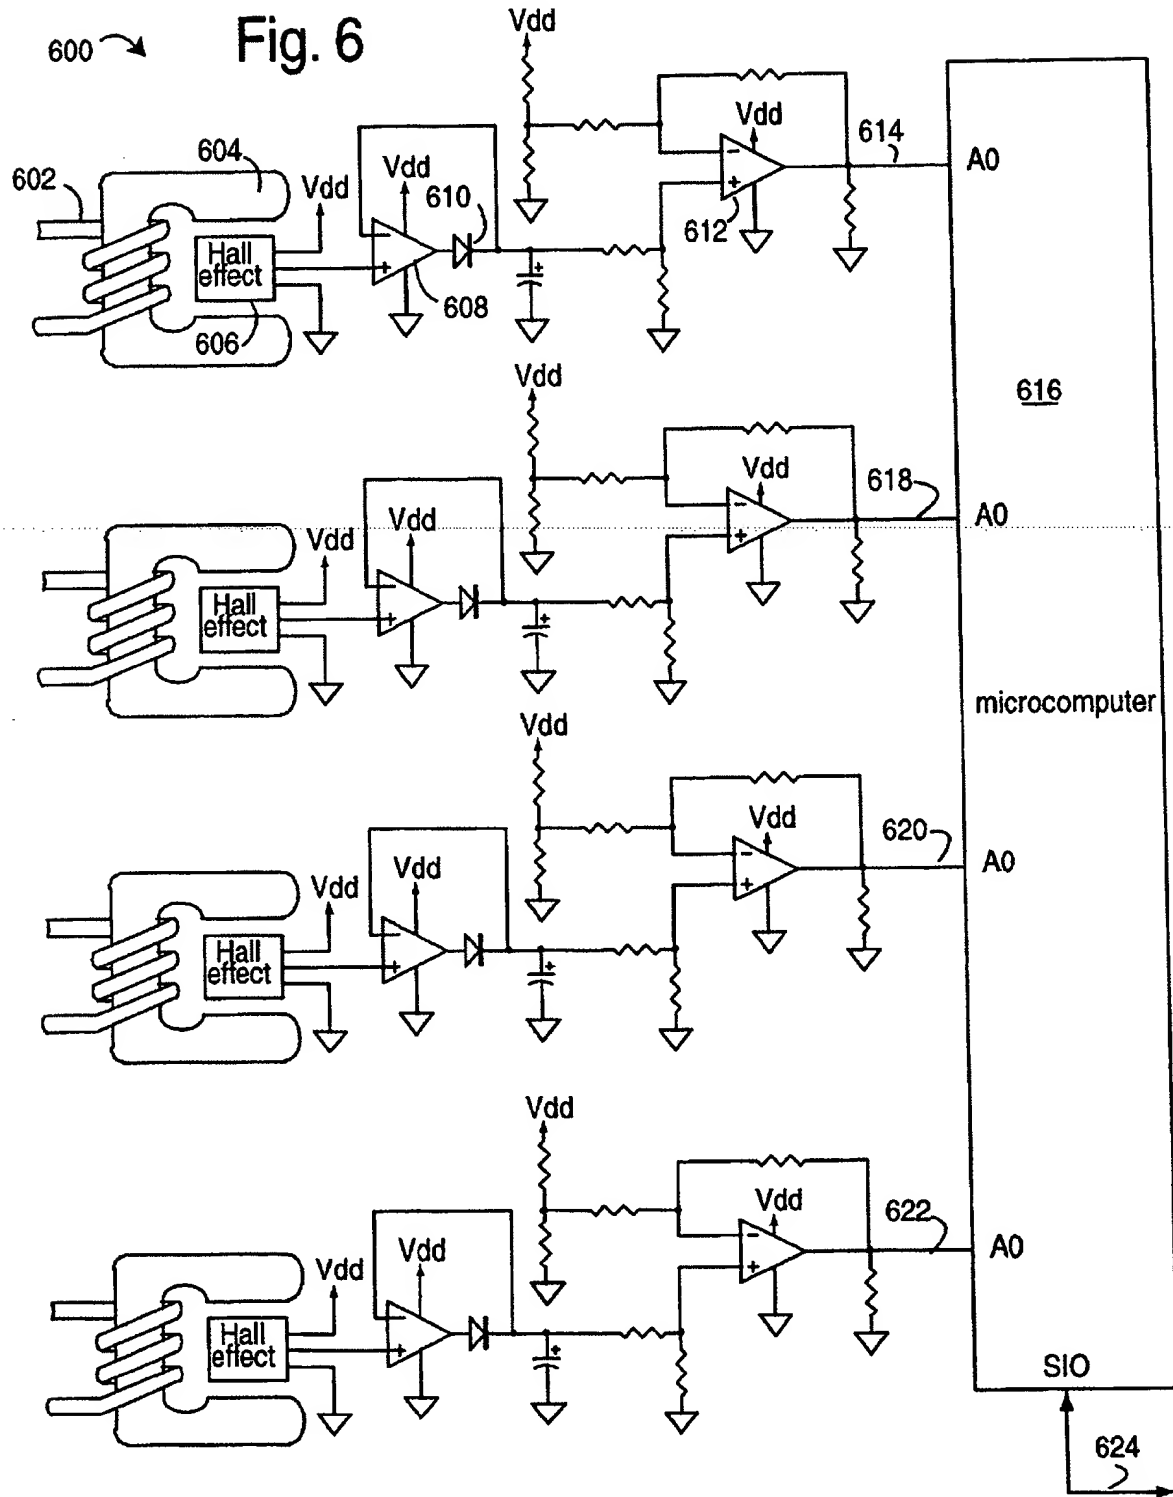 Fig. 6
600
Vdd
604
602
Vdd
Vdd
610
Vdd
614
A0
- +
- +
612
Hall
effect
+
608
606
Vdd
616
Vdd
618
A0
Vdd
Vdd
- +
- +
Hall
effect
+
microcomputer
Vdd
Vdd
620
A0
Vdd
Vdd
- +
- +
Hall
effect
+
Vdd
Vdd
622
A0
Vdd
Vdd
- +
- +
Hall
effect
+
SIO
624